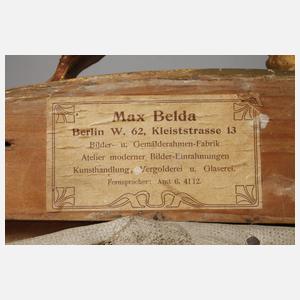 Max Belda
Berlin W. 62, Kleiststrasse 13
Bilder- u. Gemälderahmen-Fabrik
Atelier moderner Bilder-Einrahmungen
Kunsthandlung, Vergolderei u. Glaserei.
Fernsprecher: Amt 6. 4112.